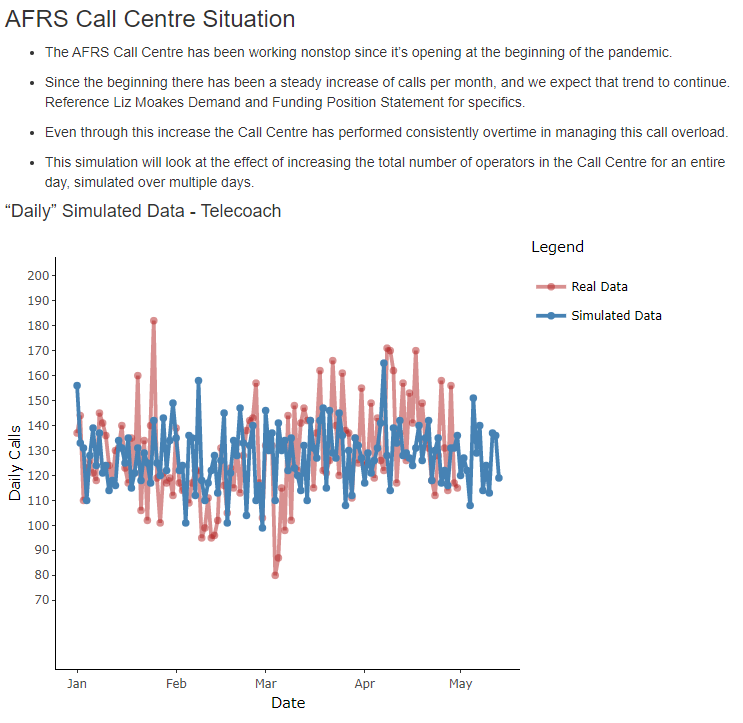 AFRS Call Centre Situation
• The AFRS Call Centre has been working nonstop since it's opening at the beginning of the pandemic.
• Since the beginning there has been a steady increase of calls per month, and we expect that trend to continue.
Reference Liz Moakes Demand and Funding Position Statement for specifics.
• Even through this increase the Call Centre has performed consistently overtime in managing this call overload.
• This simulation will look at the effect of increasing the total number of operators in the Call Centre for an entire
day, simulated over multiple days.
“Daily” Simulated Data - Telecoach
Legend
Real Data
Simulated Data
200
190
180
170
160
150
140
130
120
110
100
90
80
70
Daily Calls
Jan Feb Mar Apr May
Date